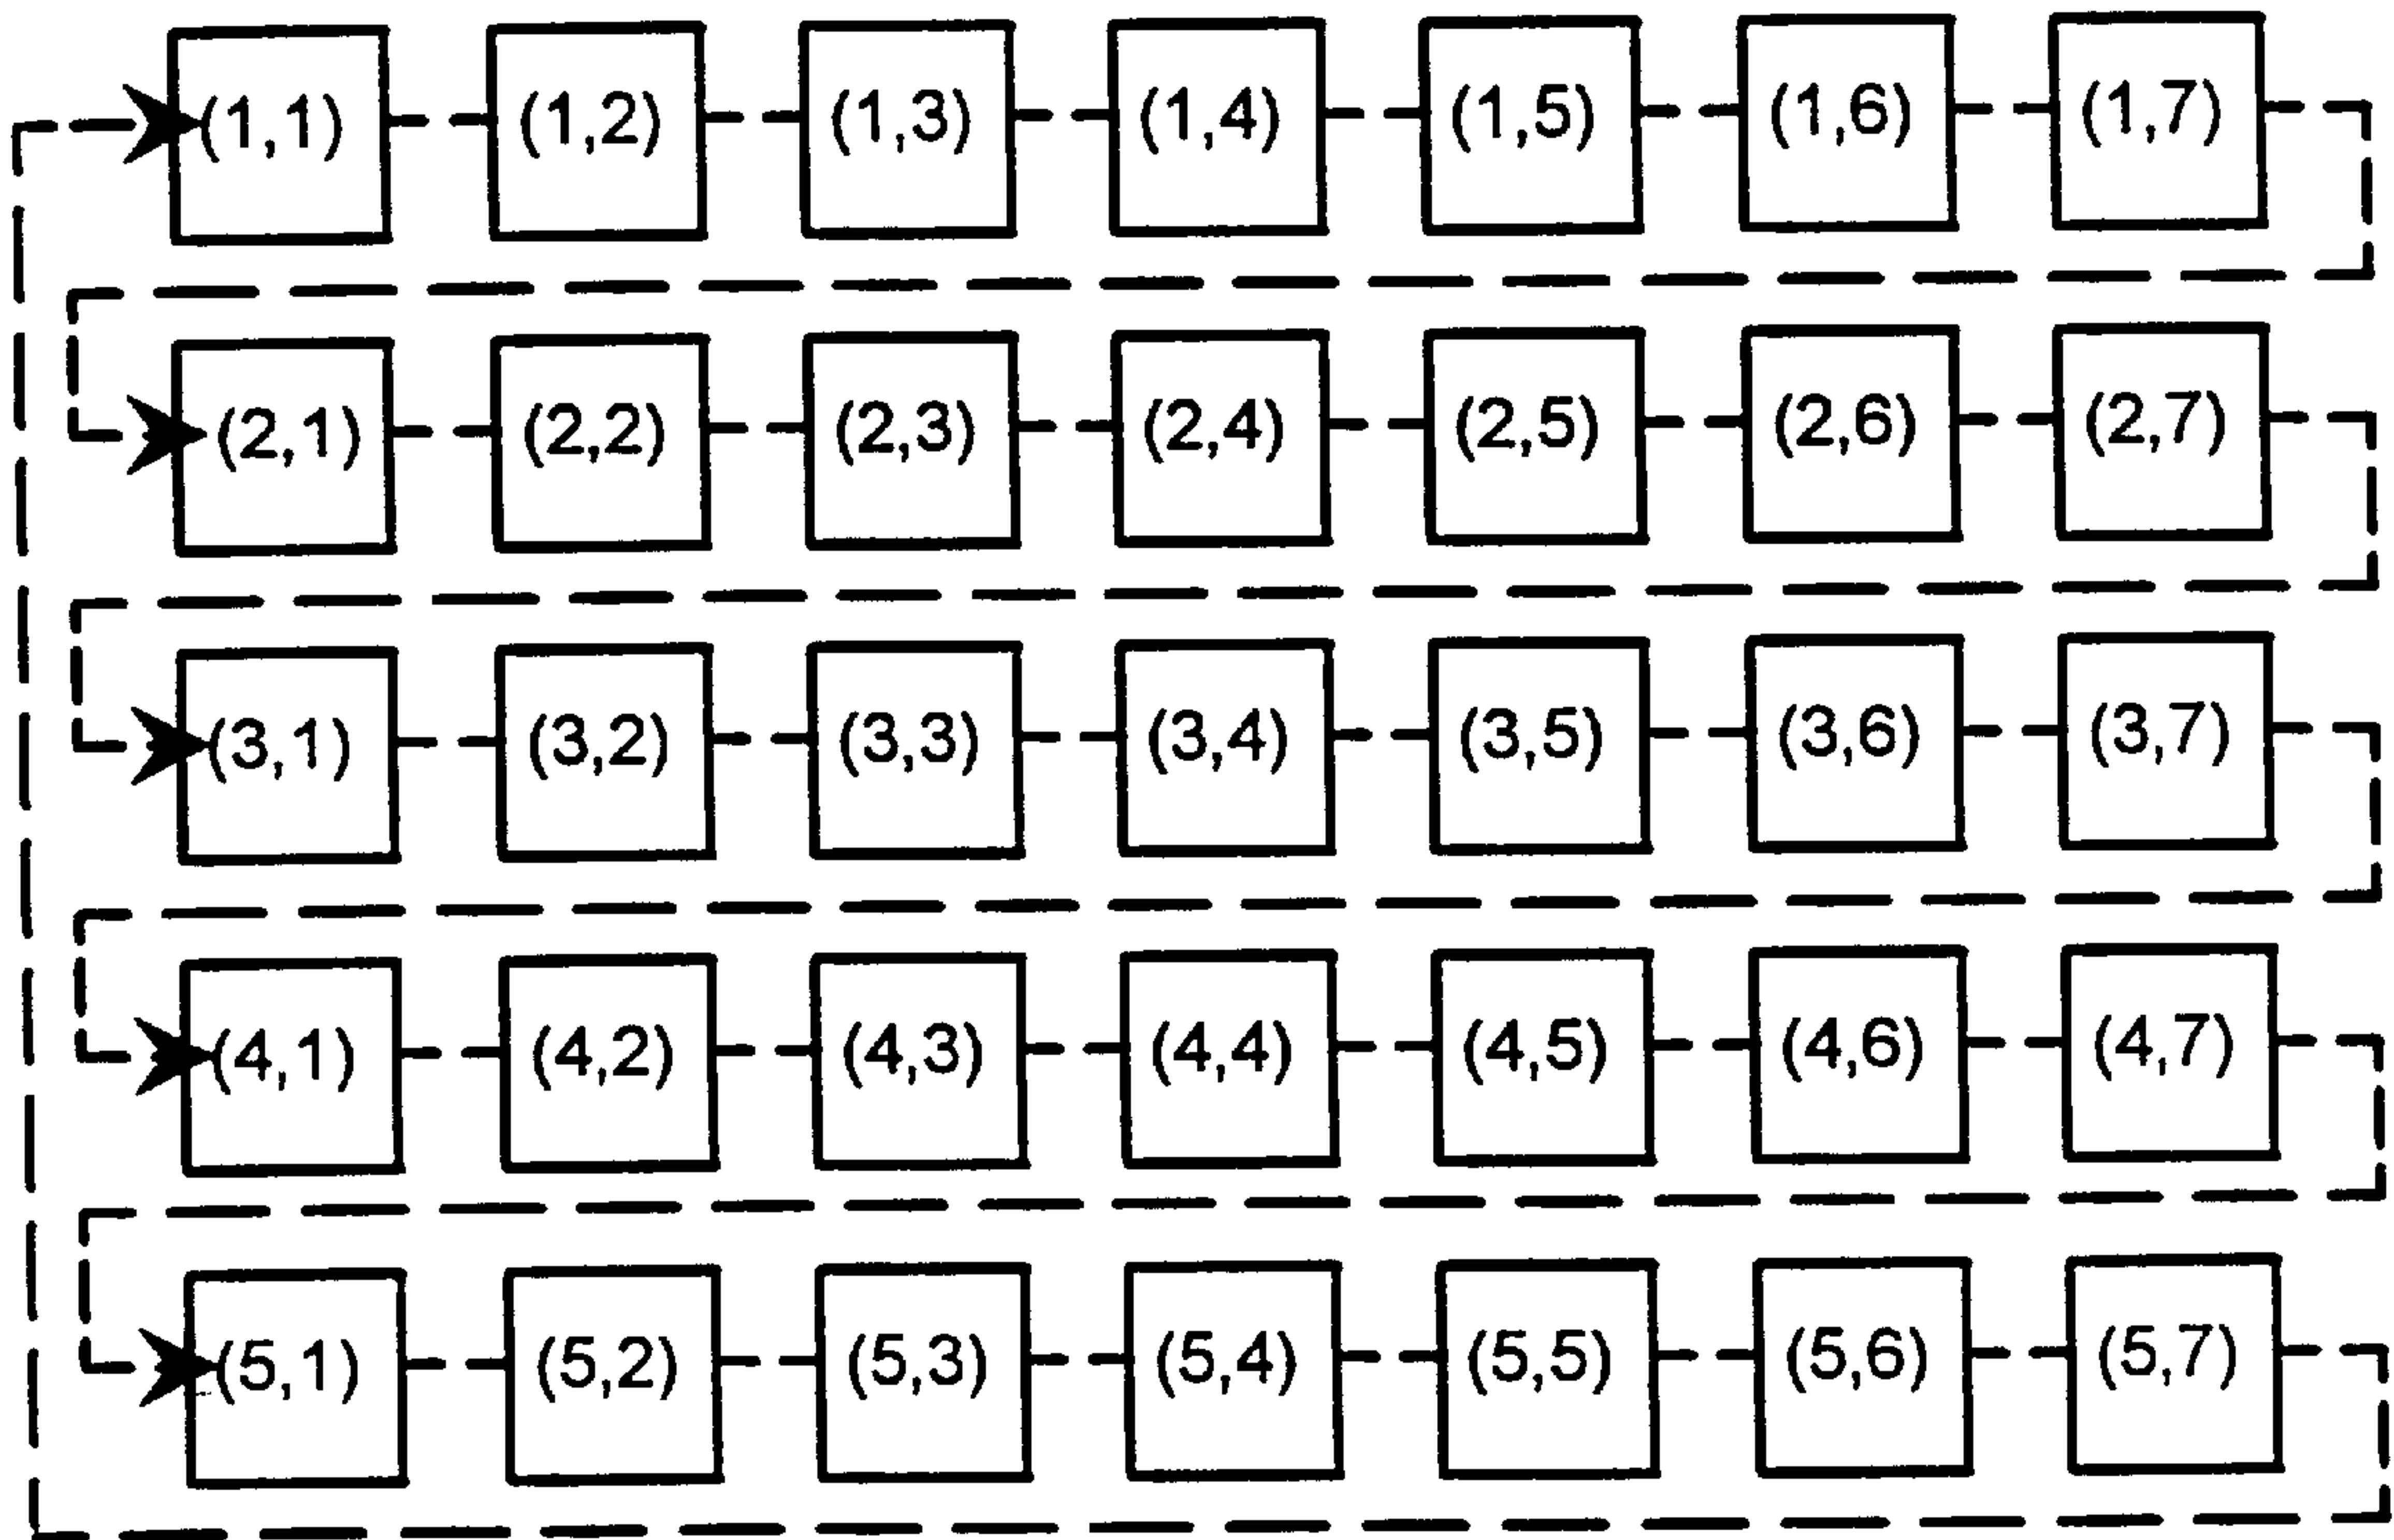 (1,1) (1,2) (1,3) (1,4) (1,5) (1,6) (1,7)
(2,1) (2,2) (2,3) (2,4) (2,5) (2,6) (2,7)
(3,1) (3,2) (3,3) (3,4) (3,5) (3,6) (3,7)
(4,1) (4,2) (4,3) (4,4) (4,5) (4,6) (4,7)
(5,1) (5,2) (5,3) (5,4) (5,5) (5,6) (5,7)